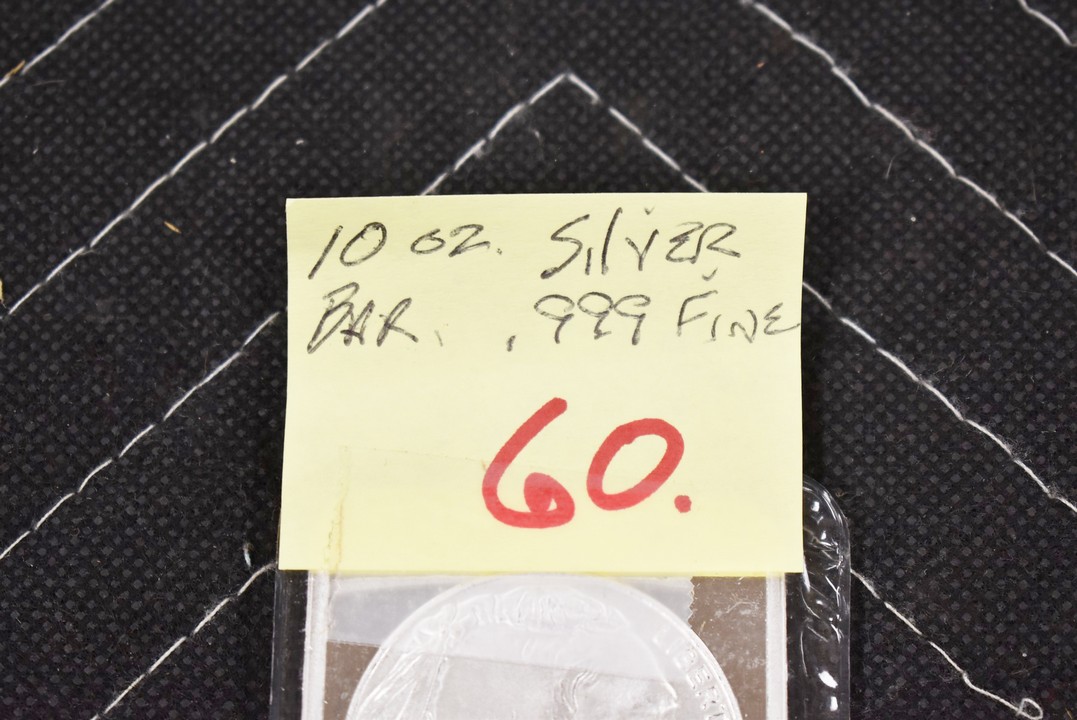 10 oz. SilvER
BAR. .999 FINE
60.